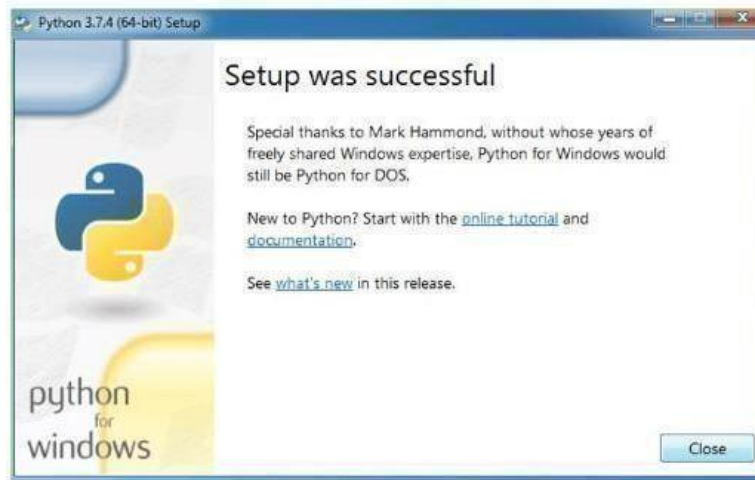 Python 3.7.4 (64-bit) Setup
Setup was successful
Special thanks to Mark Hammond, without whose years of
freely shared Windows expertise, Python for Windows would
still be Python for DOS.
New to Python? Start with the online tutorial and
documentation.
See what's new in this release.
python
for
windows
Close